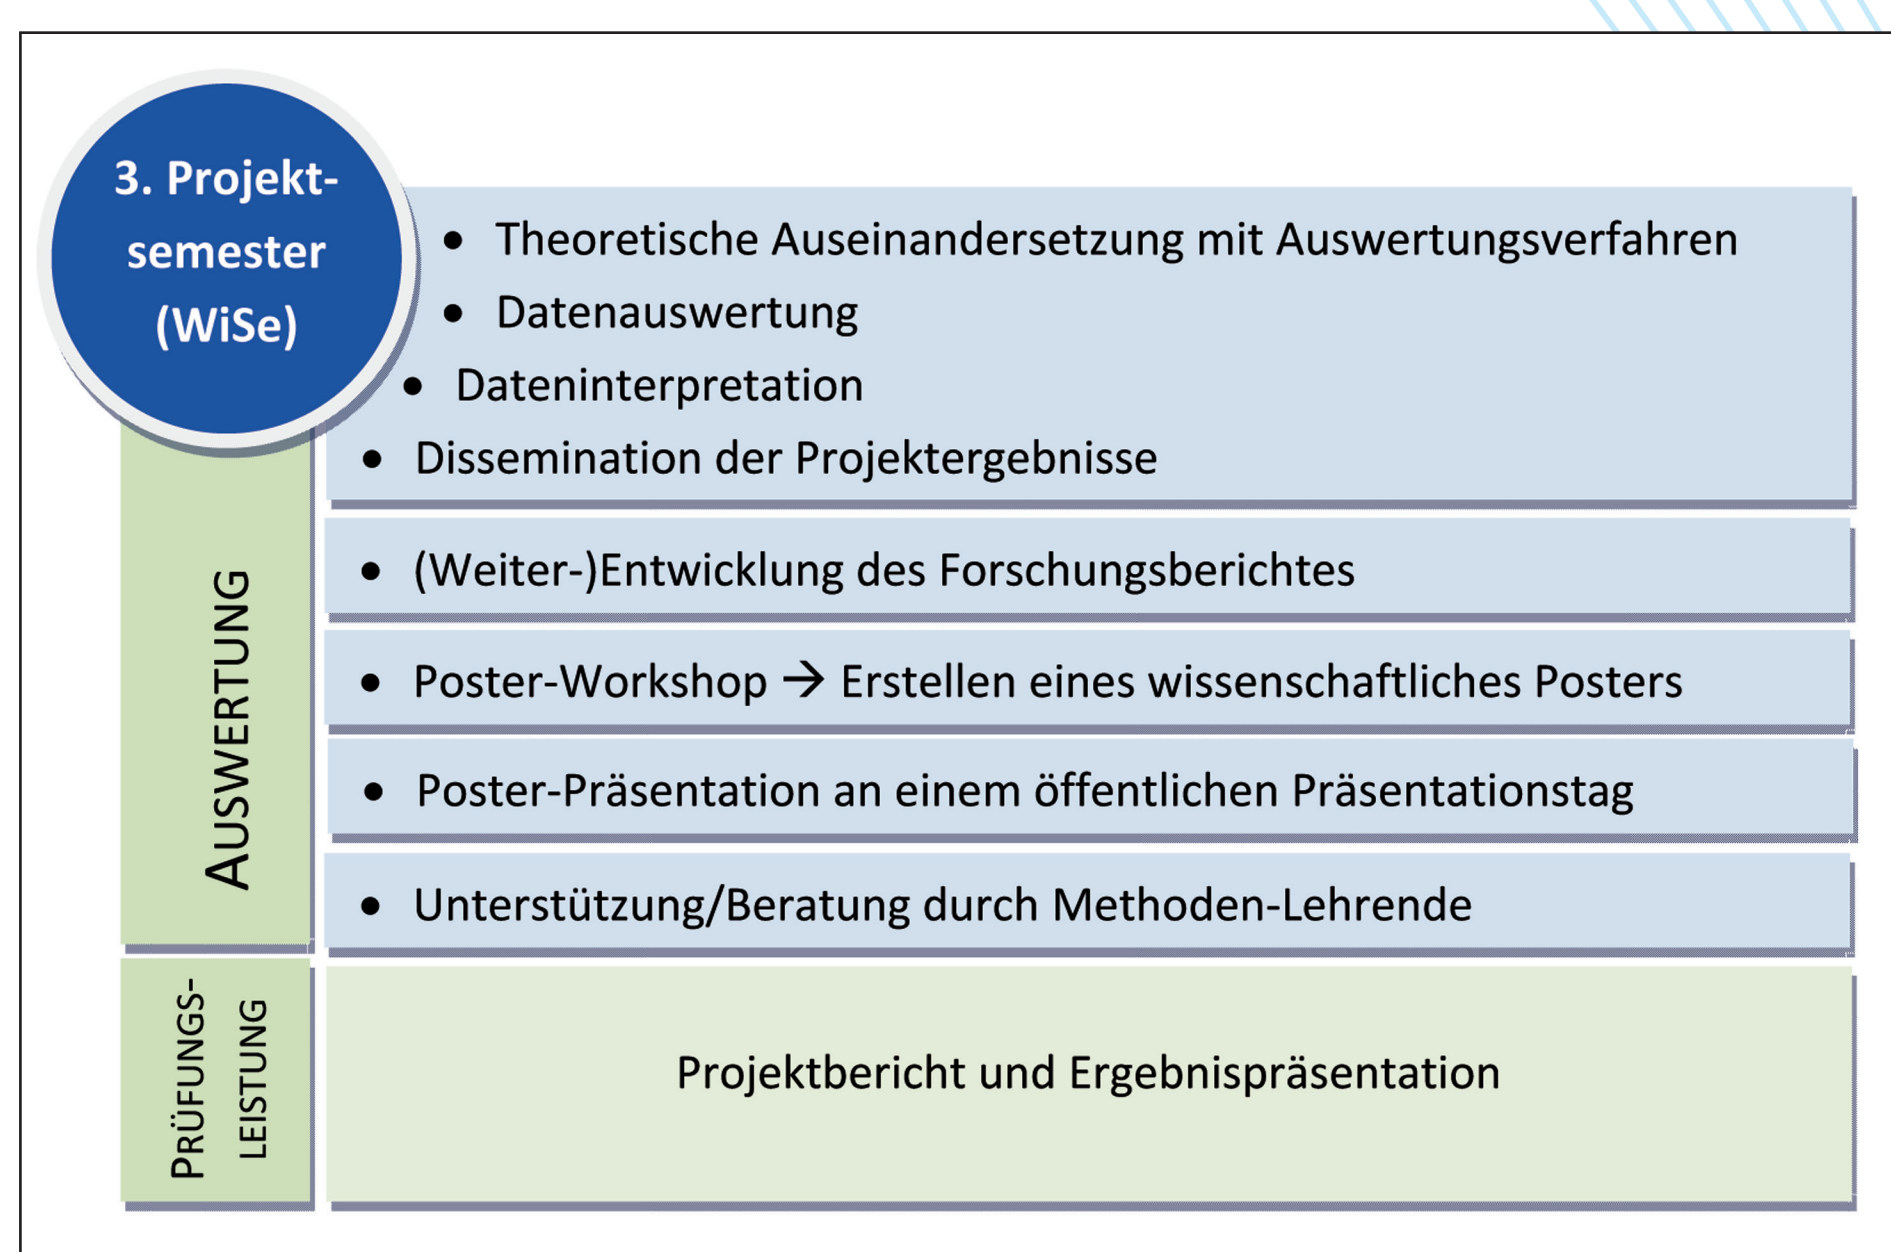 3. Projekt-
semester
(WiSe)
• Theoretische Auseinandersetzung mit Auswertungsverfahren
• Datenauswertung
• Dateninterpretation
• Dissemination der Projektergebnisse
AUSWERTUNG
• (Weiter-)Entwicklung des Forschungsberichtes
• Poster-Workshop → Erstellen eines wissenschaftliches Posters
• Poster-Präsentation an einem öffentlichen Präsentationstag
• Unterstützung/Beratung durch Methoden-Lehrende
PRÜFUNGS-
LEISTUNG
Projektbericht und Ergebnispräsentation